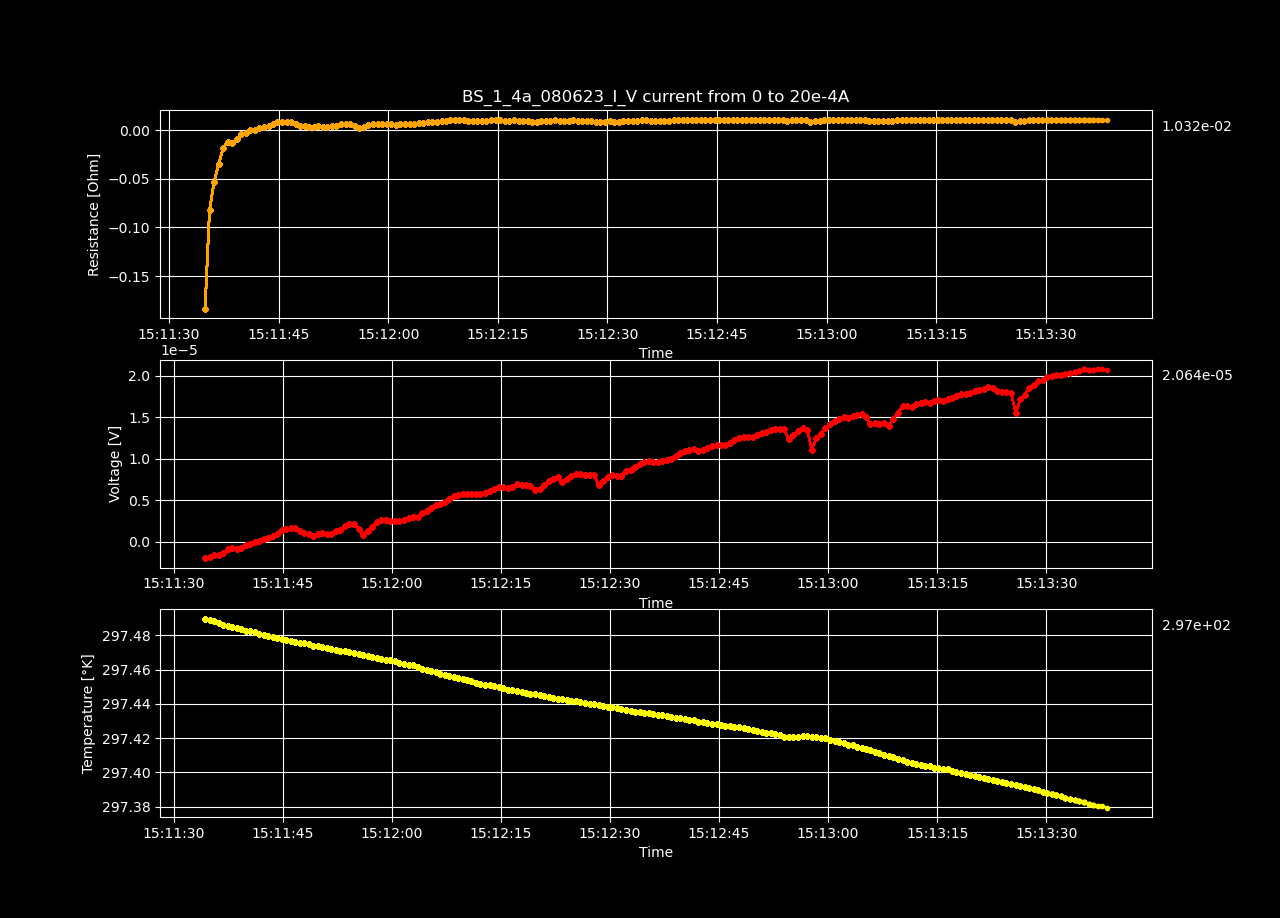 BS_1_4a_080623_I_V current from 0 to 20e-4A
0.00
−0.05
−0.10
−0.15
Resistance [Ohm]
1.032e-02
15:11:30 15:11:45 15:12:00 15:12:15 15:12:30 15:12:45 15:13:00 15:13:15 15:13:30
Time
1e−5
2.0
1.5
1.0
0.5
0.0
Voltage [V]
2.064e-05
15:11:30 15:11:45 15:12:00 15:12:15 15:12:30 15:12:45 15:13:00 15:13:15 15:13:30
Time
297.48
297.46
297.44
297.42
297.40
297.38
Temperature [°K]
2.97e+02
15:11:30 15:11:45 15:12:00 15:12:15 15:12:30 15:12:45 15:13:00 15:13:15 15:13:30
Time